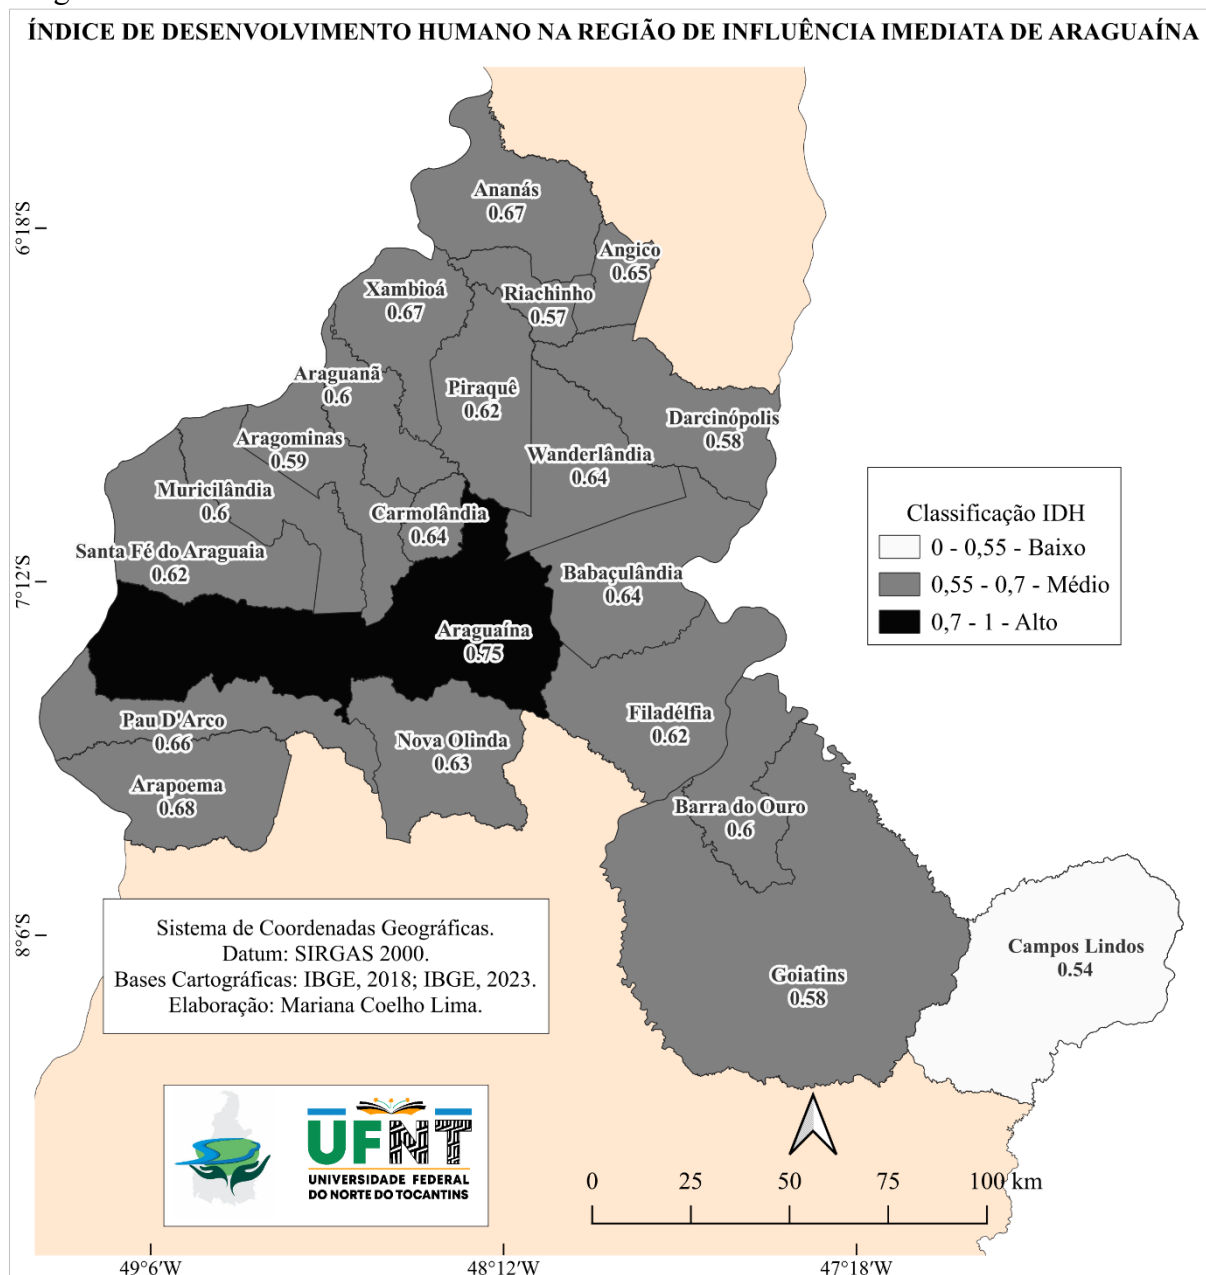 ÍNDICE DE DESENVOLVIMENTO HUMANO NA REGIÃO DE INFLUÊNCIA IMEDIATA DE ARAGUAÍNA
6°18'S
7°12'S
8°6'S
Ananás
0.67
Angico
0.65
Xambioá
0.67
Riachinho
0.57
Araguanã
0.6
Piraquê
0.62
Darcinópolis
0.58
Aragominas
0.59
Wanderlândia
0.64
Muricilândia
0.6
Carmolândia
0.64
Santa Fé do Araguaia
0.62
Babaçulândia
0.64
Araguaína
0.75
Pau D'Arco
0.66
Nova Olinda
0.63
Filadélfia
0.62
Arapoema
0.68
Barra do Ouro
0.6
Goiatins
0.58
Campos Lindos
0.54
Classificação IDH
0 - 0,55 - Baixo
0,55 - 0,7 - Médio
0,7 - 1 - Alto
Sistema de Coordenadas Geográficas.
Datum: SIRGAS 2000.
Bases Cartográficas: IBGE, 2018; IBGE, 2023.
Elaboração: Mariana Coelho Lima.
UFNT
UNIVERSIDADE FEDERAL
DO NORTE DO TOCANTINS
0 25 50 75 100 km
49°6'W 48°12'W 47°18'W